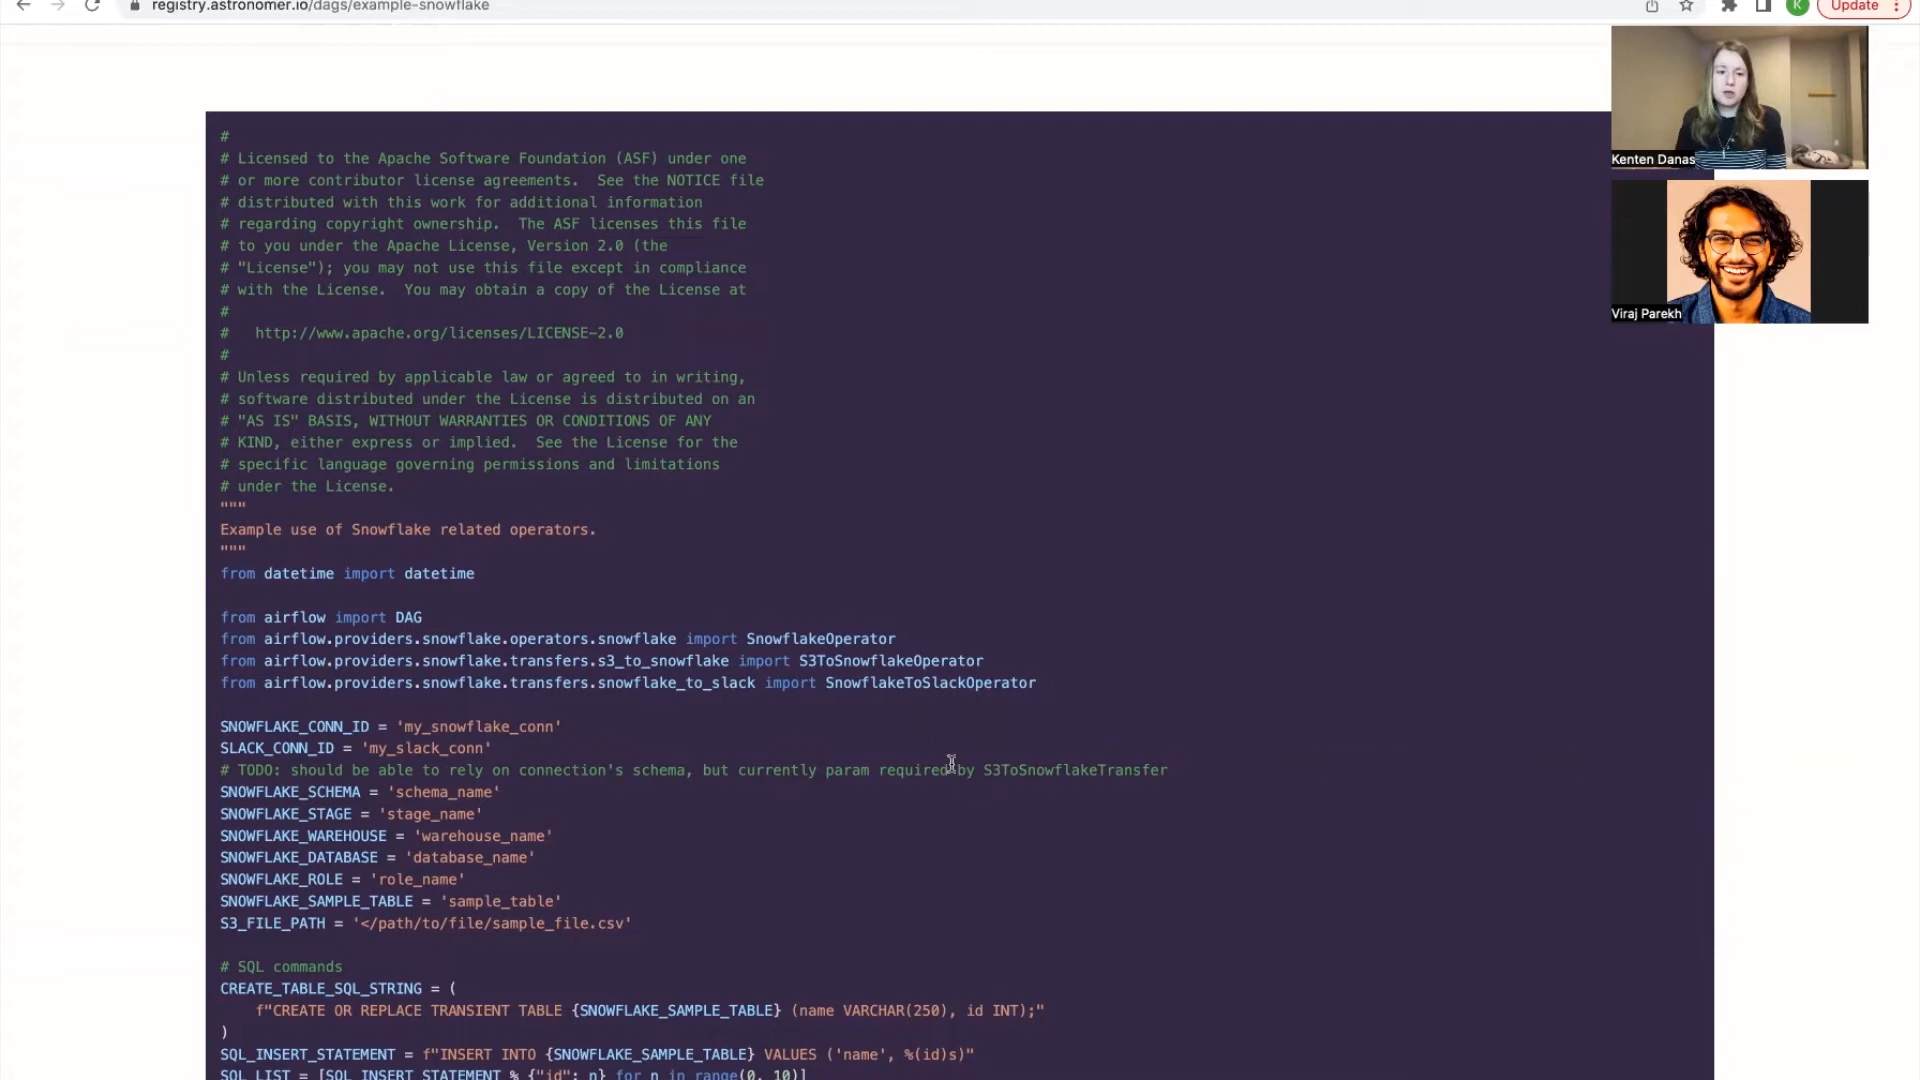 registry.astronomer.io/dags/example-snowflake
K
Update
Kenten Danas
Viraj Parekh
#
# Licensed to the Apache Software Foundation (ASF) under one
# or more contributor license agreements.  See the NOTICE file
# distributed with this work for additional information
# regarding copyright ownership.  The ASF licenses this file
# to you under the Apache License, Version 2.0 (the
# "License"); you may not use this file except in compliance
# with the License.  You may obtain a copy of the License at
#
#   http://www.apache.org/licenses/LICENSE-2.0
#
# Unless required by applicable law or agreed to in writing,
# software distributed under the License is distributed on an
# "AS IS" BASIS, WITHOUT WARRANTIES OR CONDITIONS OF ANY
# KIND, either express or implied.  See the License for the
# specific language governing permissions and limitations
# under the License.
"""
Example use of Snowflake related operators.
"""
from datetime import datetime
from airflow import DAG
from airflow.providers.snowflake.operators.snowflake import SnowflakeOperator
from airflow.providers.snowflake.transfers.s3_to_snowflake import S3ToSnowflakeOperator
from airflow.providers.snowflake.transfers.snowflake_to_slack import SnowflakeToSlackOperator
SNOWFLAKE_CONN_ID = 'my_snowflake_conn'
SLACK_CONN_ID = 'my_slack_conn'
# TODO: should be able to rely on connection's schema, but currently param required by S3ToSnowflakeTransfer
SNOWFLAKE_SCHEMA = 'schema_name'
SNOWFLAKE_STAGE = 'stage_name'
SNOWFLAKE_WAREHOUSE = 'warehouse_name'
SNOWFLAKE_DATABASE = 'database_name'
SNOWFLAKE_ROLE = 'role_name'
SNOWFLAKE_SAMPLE_TABLE = 'sample_table'
S3_FILE_PATH = '</path/to/file/sample_file.csv'
# SQL commands
CREATE_TABLE_SQL_STRING = (
    f"CREATE OR REPLACE TRANSIENT TABLE {SNOWFLAKE_SAMPLE_TABLE} (name VARCHAR(250), id INT);"
)
SQL_INSERT_STATEMENT = f"INSERT INTO {SNOWFLAKE_SAMPLE_TABLE} VALUES ('name', %(id)s)"
SQL_LIST = [SQL_INSERT_STATEMENT % {"id": n} for n in range(0, 10)]